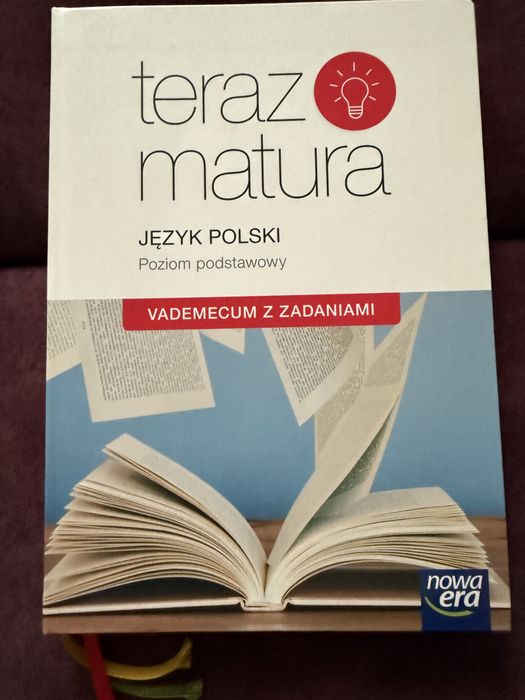 teraz
matura
JĘZYK POLSKI
Poziom podstawowy
VADEMECUM Z ZADANIAMI
nowa
era